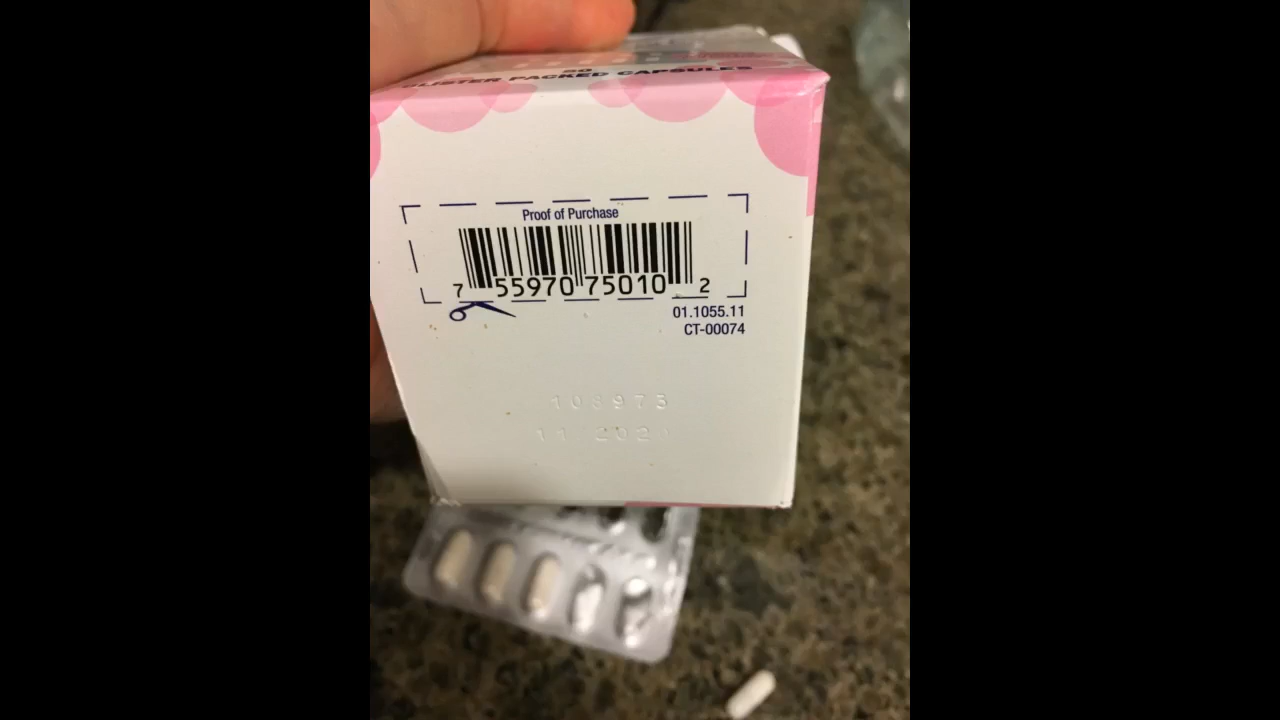 BLISTER PACKED CAPSULES
Proof of Purchase
7 55970 75010 2
01.1055.11
CT-00074